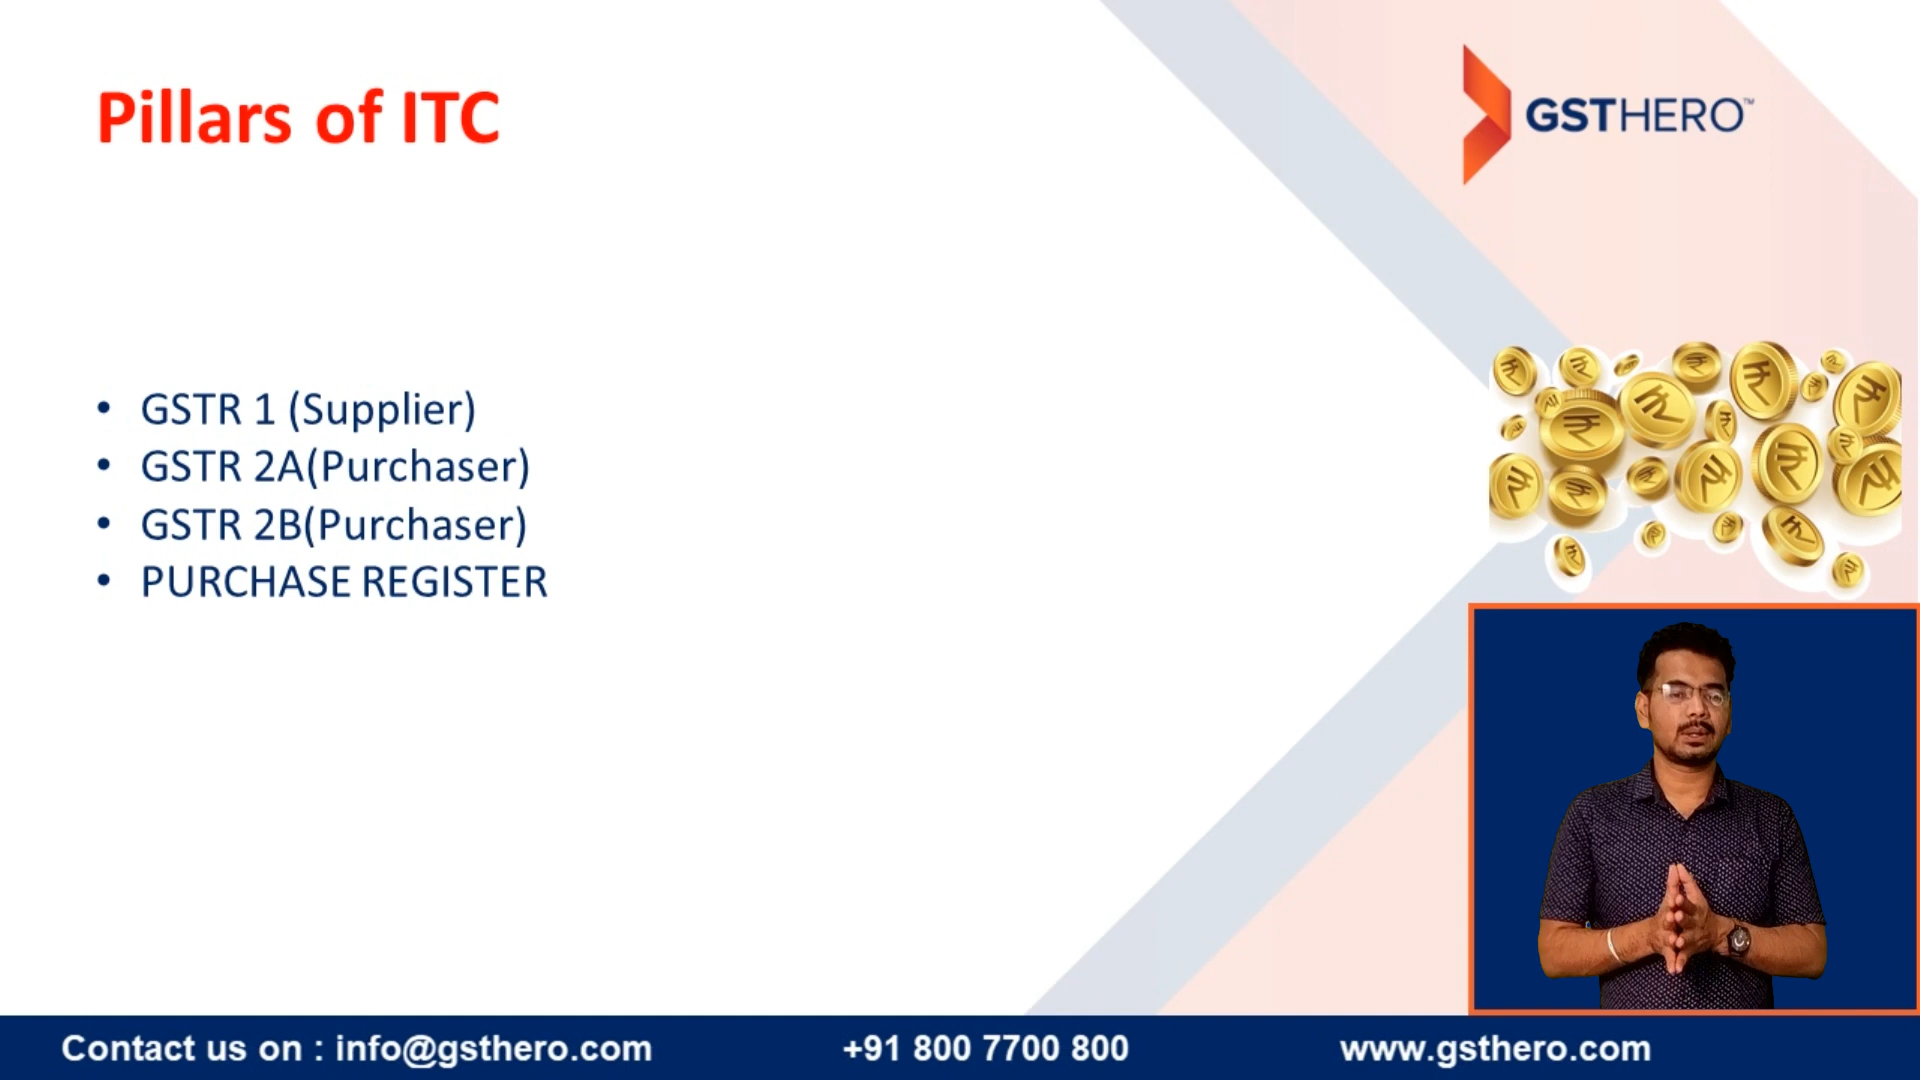 Pillars of ITC
GSTHERO™
• GSTR 1 (Supplier)
• GSTR 2A(Purchaser)
• GSTR 2B(Purchaser)
• PURCHASE REGISTER
Contact us on : info@gsthero.com +91 800 7700 800 www.gsthero.com